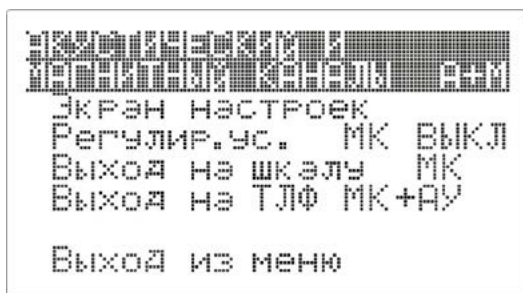 АКУСТИЧЕСКИЙ И
МАГНИТНЫЙ КАНАЛЫ А+М
Экран настроек
Регулир.ус. МК ВЫКЛ
Выход на шкалу МК
Выход на ТЛФ МК+АУ
Выход из меню